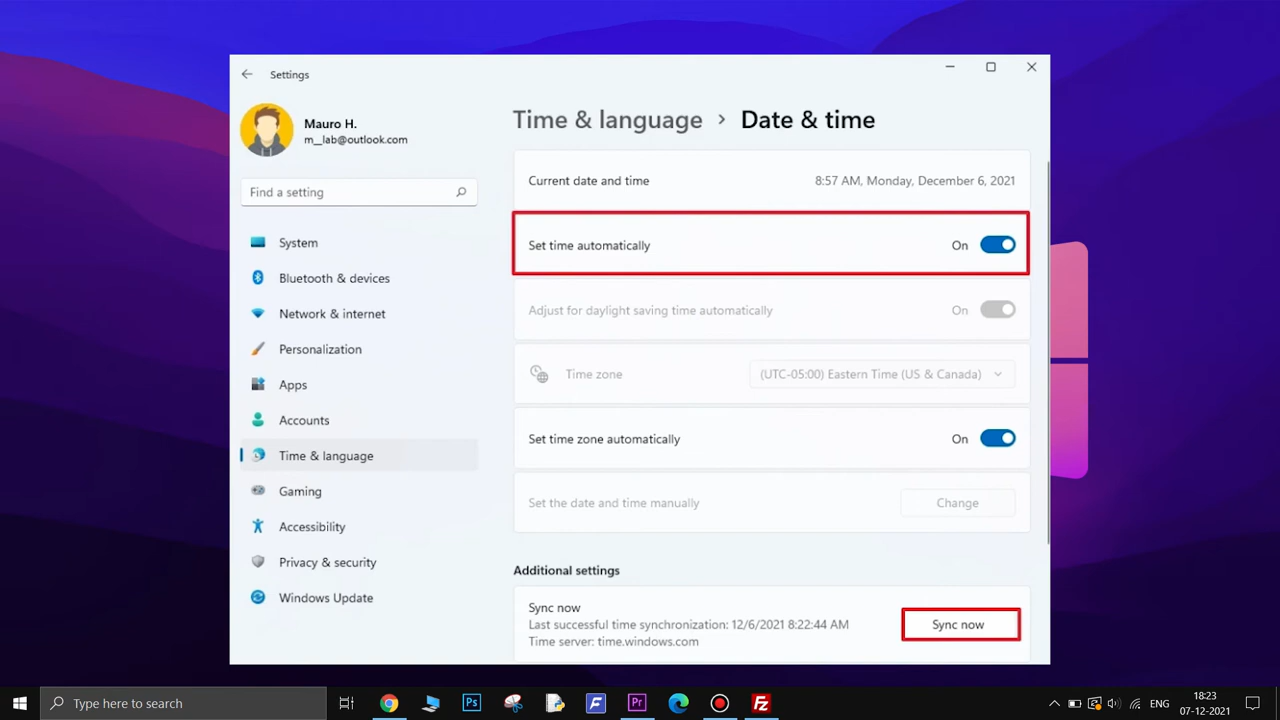 Settings
Mauro H.
m__lab@outlook.com
Find a setting
System
Bluetooth & devices
Network & internet
Personalization
Apps
Accounts
Time & language
Gaming
Accessibility
Privacy & security
Windows Update
Time & language > Date & time
Current date and time 8:57 AM, Monday, December 6, 2021
Set time automatically On
Adjust for daylight saving time automatically On
Time zone (UTC-05:00) Eastern Time (US & Canada)
Set time zone automatically On
Set the date and time manually Change
Additional settings
Sync now
Last successful time synchronization: 12/6/2021 8:22:44 AM
Time server: time.windows.com
Sync now
Type here to search
Ps
F
Pr
Fz
ENG
18:23
07-12-2021